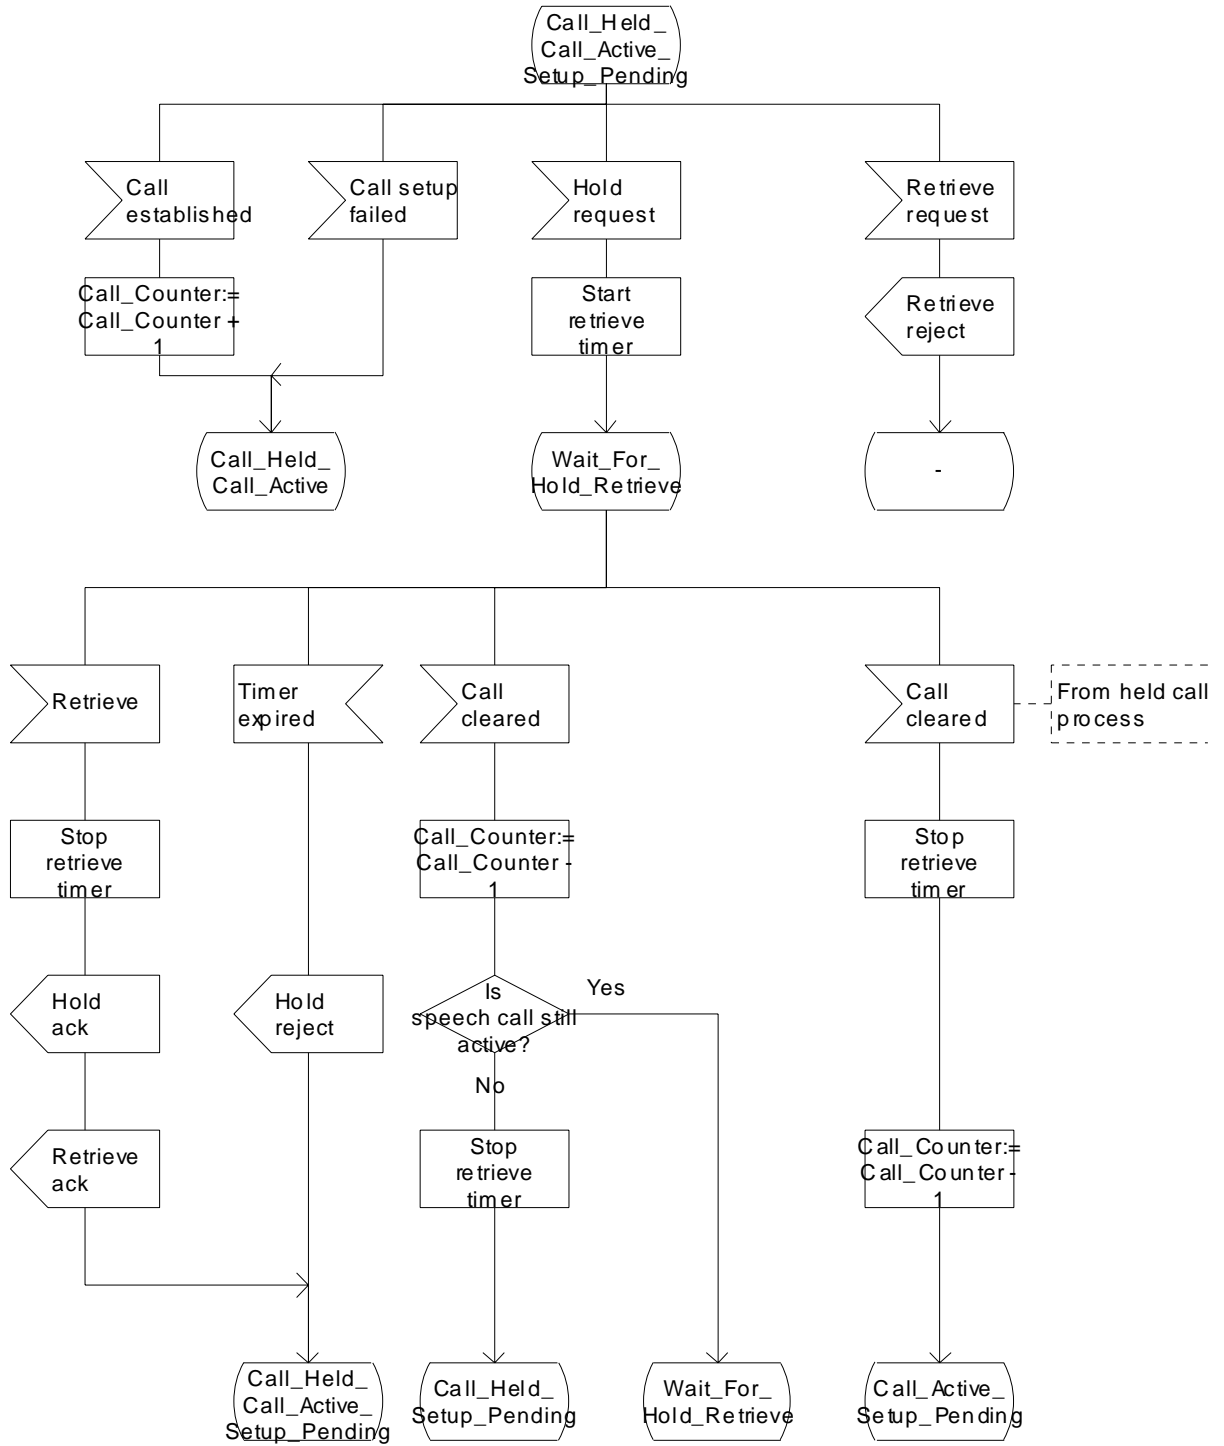 Call_Held_
Call_Active_
Setup_Pending
Call
established
Call setup
failed
Hold
request
Retrieve
request
Call_Counter:=
Call_Counter +
1
Start
retrieve
timer
Retrieve
reject
Call_Held_
Call_Active
Wait_For_
Hold_Retrieve
-
Retrieve
Timer
expired
Call
cleared
Call
cleared
From held call
process
Stop
retrieve
timer
Call_Counter:=
Call_Counter -
1
Stop
retrieve
timer
Hold
ack
Hold
reject
Is
speech call still
active?
Yes
No
Retrieve
ack
Stop
retrieve
timer
Call_Counter:=
Call_Counter -
1
Call_Held_
Call_Active_
Setup_Pending
Call_Held_
Setup_Pending
Wait_For_
Hold_Retrieve
Call_Active_
Setup_Pending